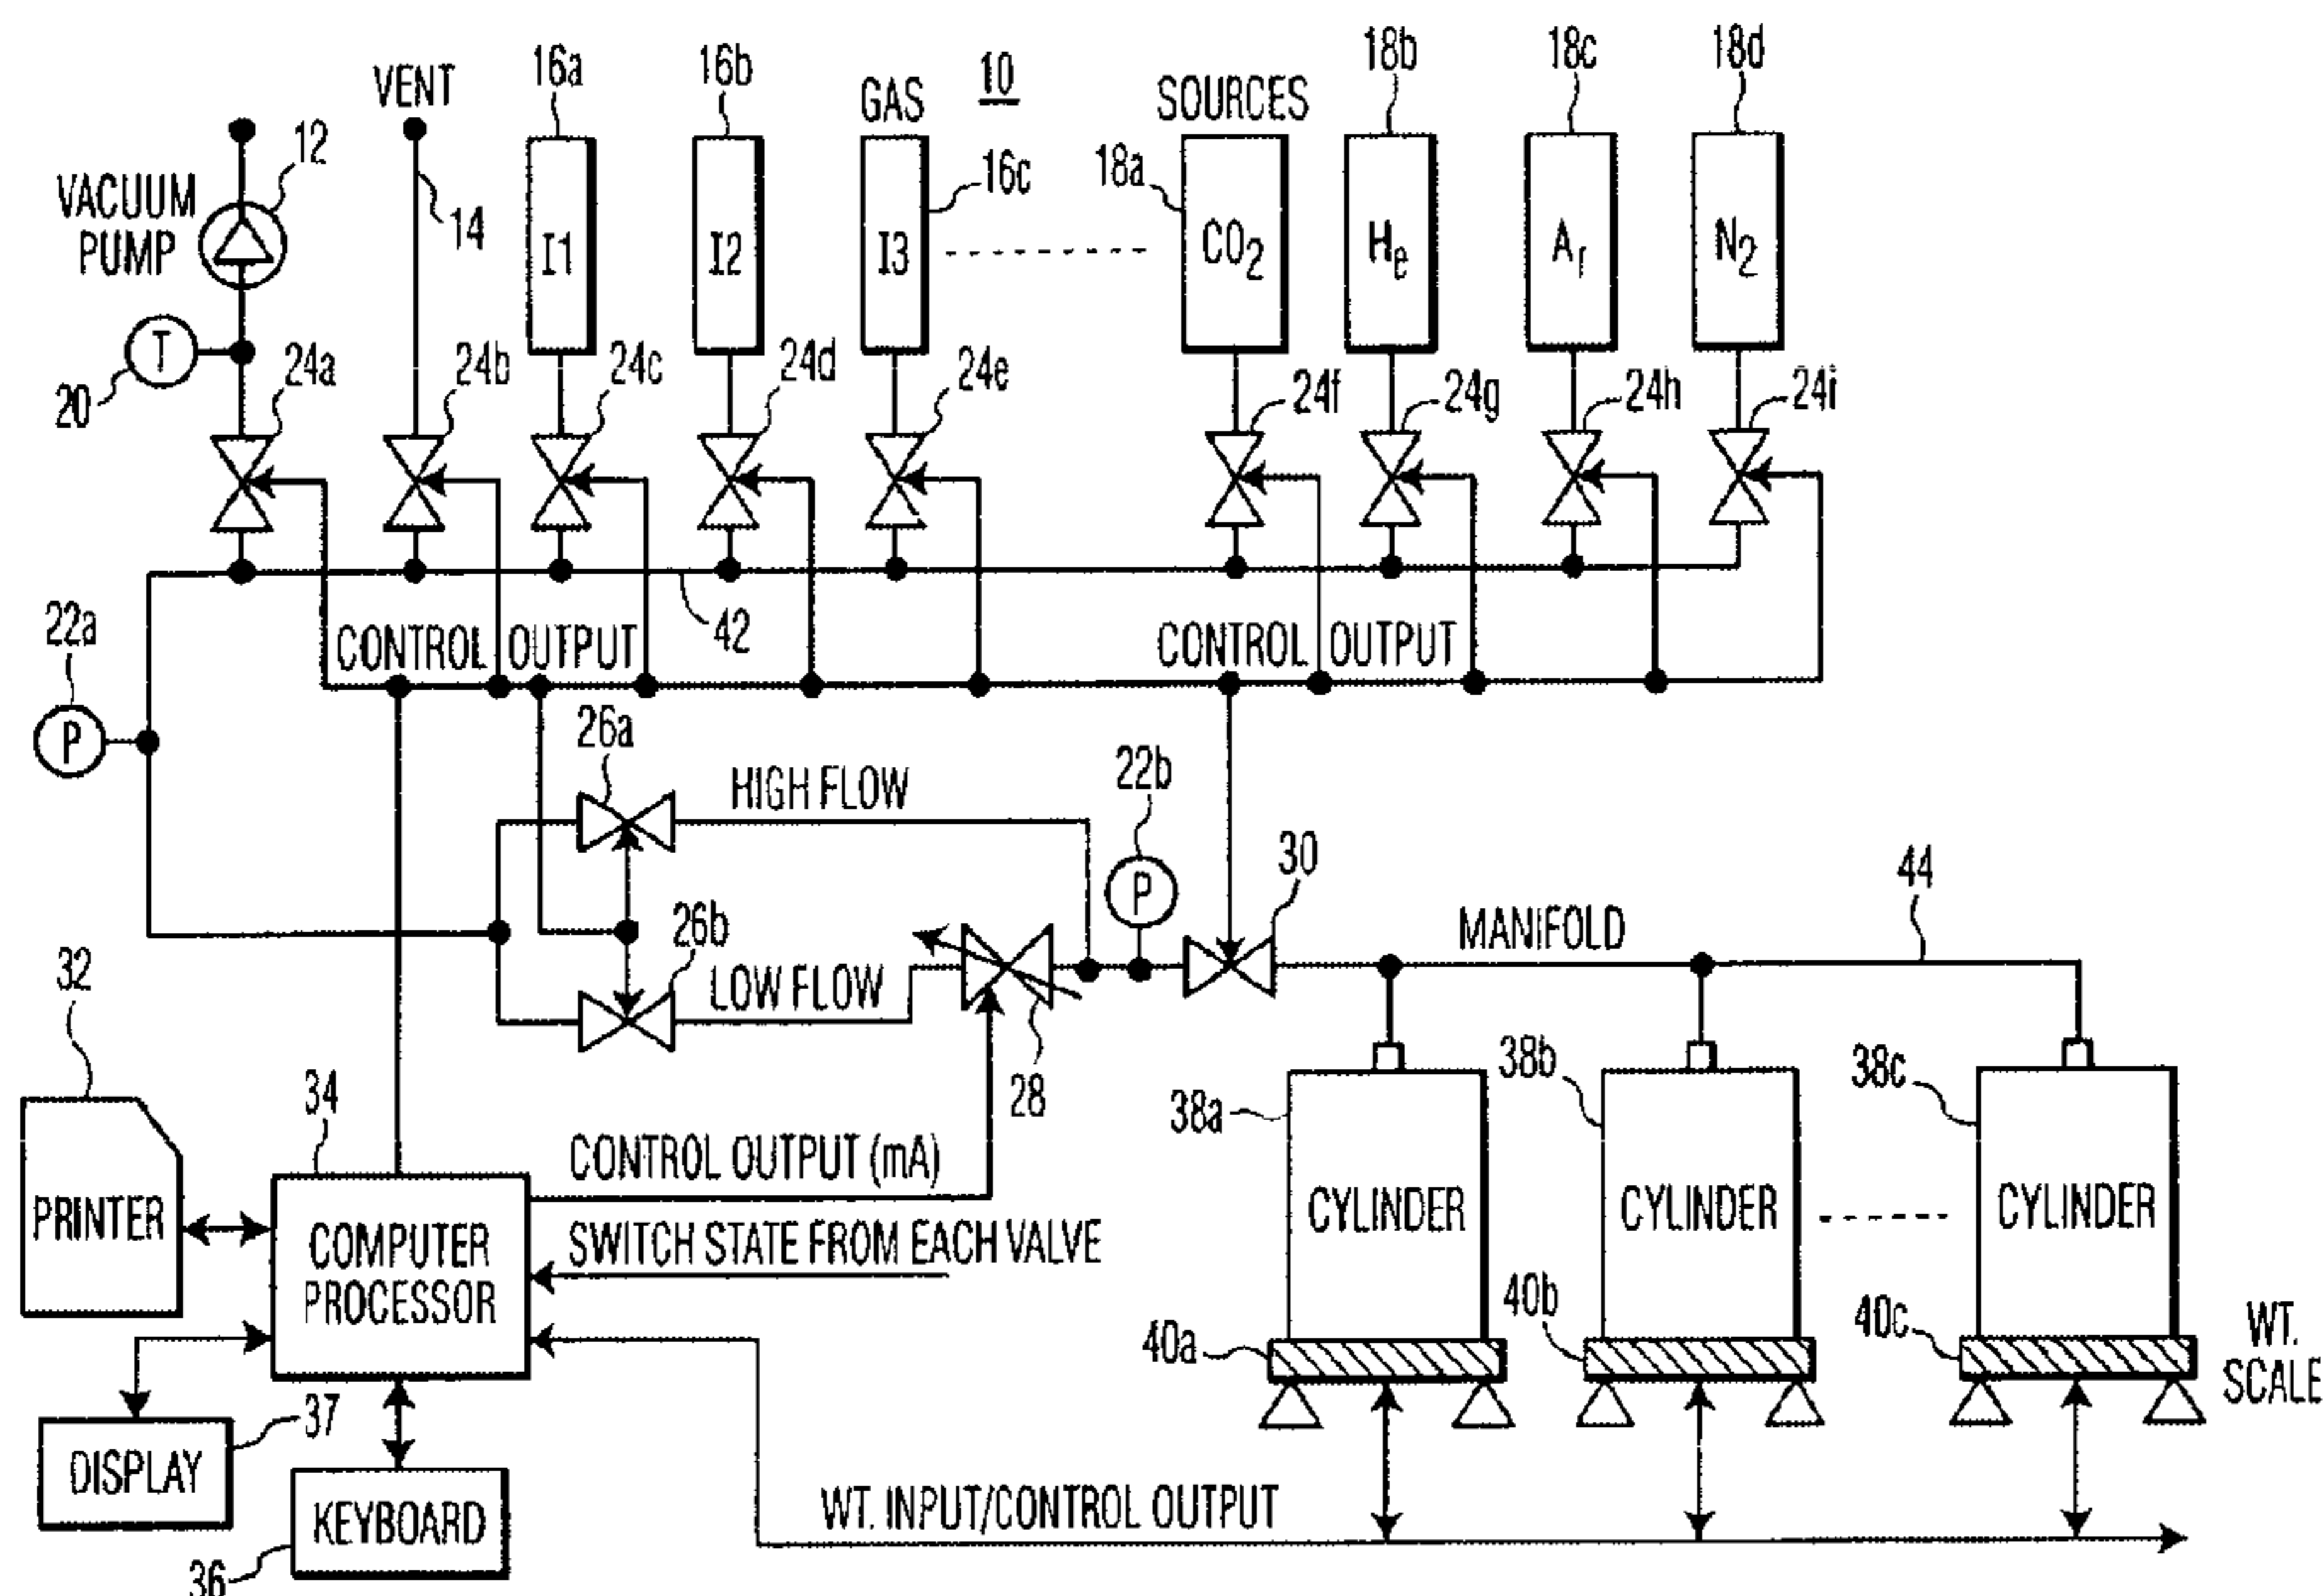 VENT
16a
16b
GAS
10
SOURCES
18b
18c
18d
12
VACUUM
PUMP
14
I1
I2
I3
16c
18a
CO2
He
Ar
N2
T
20
24a
24b
24c
24d
24e
24f
24g
24h
24i
22a
P
CONTROL OUTPUT
42
CONTROL OUTPUT
26a
HIGH FLOW
22b
P
30
44
MANIFOLD
32
26b
LOW FLOW
28
34
38a
38b
38c
PRINTER
COMPUTER
PROCESSOR
CONTROL OUTPUT (mA)
SWITCH STATE FROM EACH VALVE
CYLINDER
CYLINDER
CYLINDER
40a
40b
40c
WT.
SCALE
37
DISPLAY
KEYBOARD
36
WT. INPUT/CONTROL OUTPUT